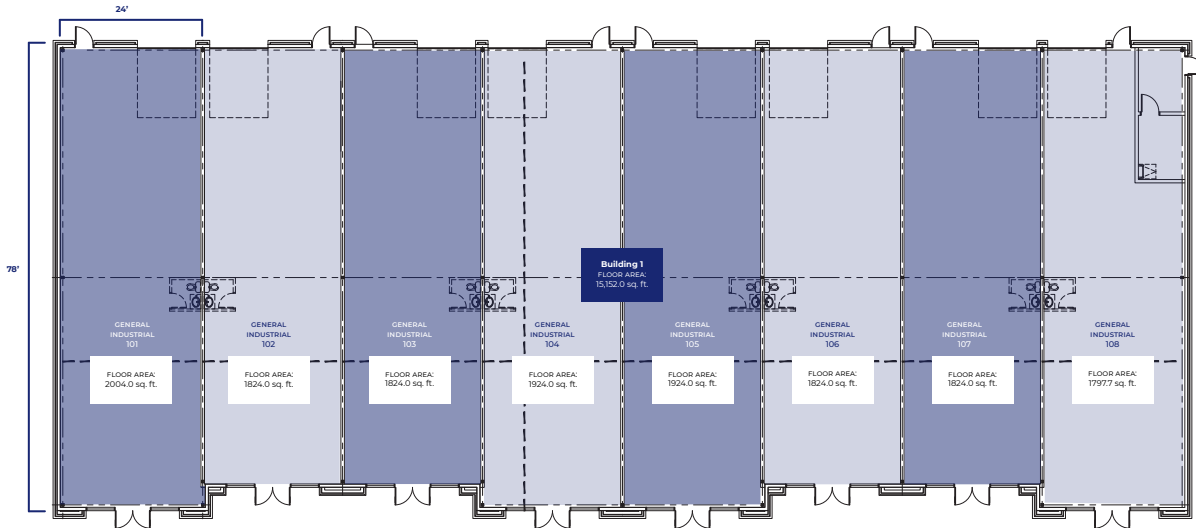 24'
78'
Building 1
FLOOR AREA:
15,152.0 sq. ft.
GENERAL
INDUSTRIAL
101
FLOOR AREA:
2004.0 sq. ft.
GENERAL
INDUSTRIAL
102
FLOOR AREA:
1824.0 sq. ft.
GENERAL
INDUSTRIAL
103
FLOOR AREA:
1824.0 sq. ft.
GENERAL
INDUSTRIAL
104
FLOOR AREA:
1924.0 sq. ft.
GENERAL
INDUSTRIAL
105
FLOOR AREA:
1924.0 sq. ft.
GENERAL
INDUSTRIAL
106
FLOOR AREA:
1824.0 sq. ft.
GENERAL
INDUSTRIAL
107
FLOOR AREA:
1824.0 sq. ft.
GENERAL
INDUSTRIAL
108
FLOOR AREA:
1797.7 sq. ft.